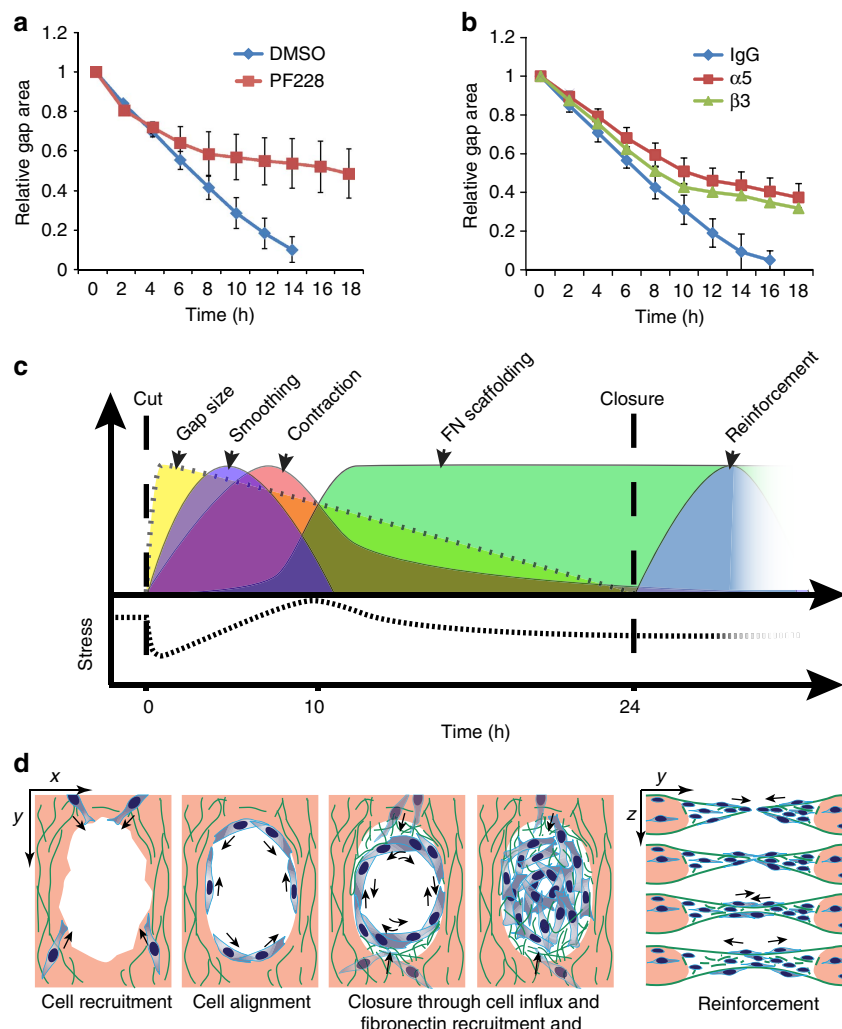 a
1.2
1
0.8
0.6
0.4
0.2
0
Relative gap area
DMSO
PF228
0 2 4 6 8 10 12 14 16 18
Time (h)
b
1.2
1.0
0.8
0.6
0.4
0.2
0
Relative gap area
IgG
α5
β3
0 2 4 6 8 10 12 14 16 18
Time (h)
c
Cut
Gap size
Smoothing
Contraction
FN scaffolding
Closure
Reinforcement
Stress
0 10 24
Time (h)
d
x
y
y
z
Cell recruitment
Cell alignment
Closure through cell influx and
fibronectin recruitment and
Reinforcement